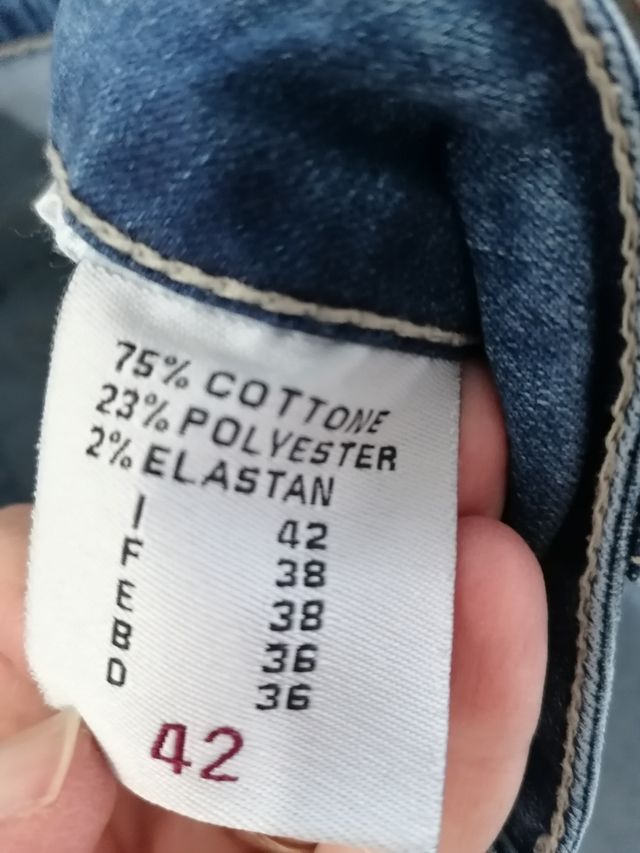 75% COTTONE
23% POLYESTER
2% ELASTAN
I 42
F 38
E 38
B 36
D 36
42